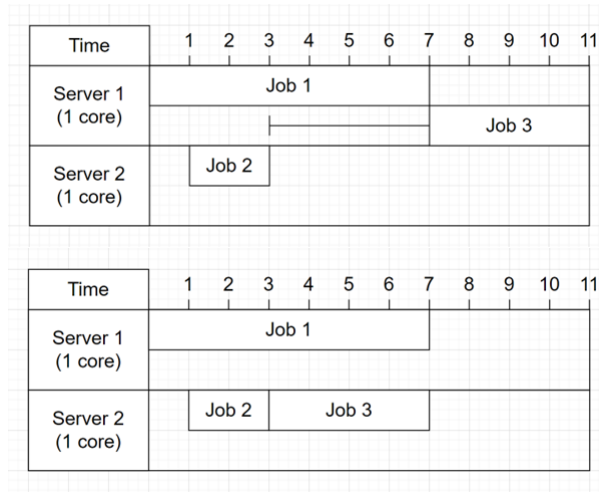 Time 1 2 3 4 5 6 7 8 9 10 11
Server 1
(1 core)
Job 1
Job 3
Server 2
(1 core)
Job 2
Time 1 2 3 4 5 6 7 8 9 10 11
Server 1
(1 core)
Job 1
Server 2
(1 core)
Job 2 Job 3